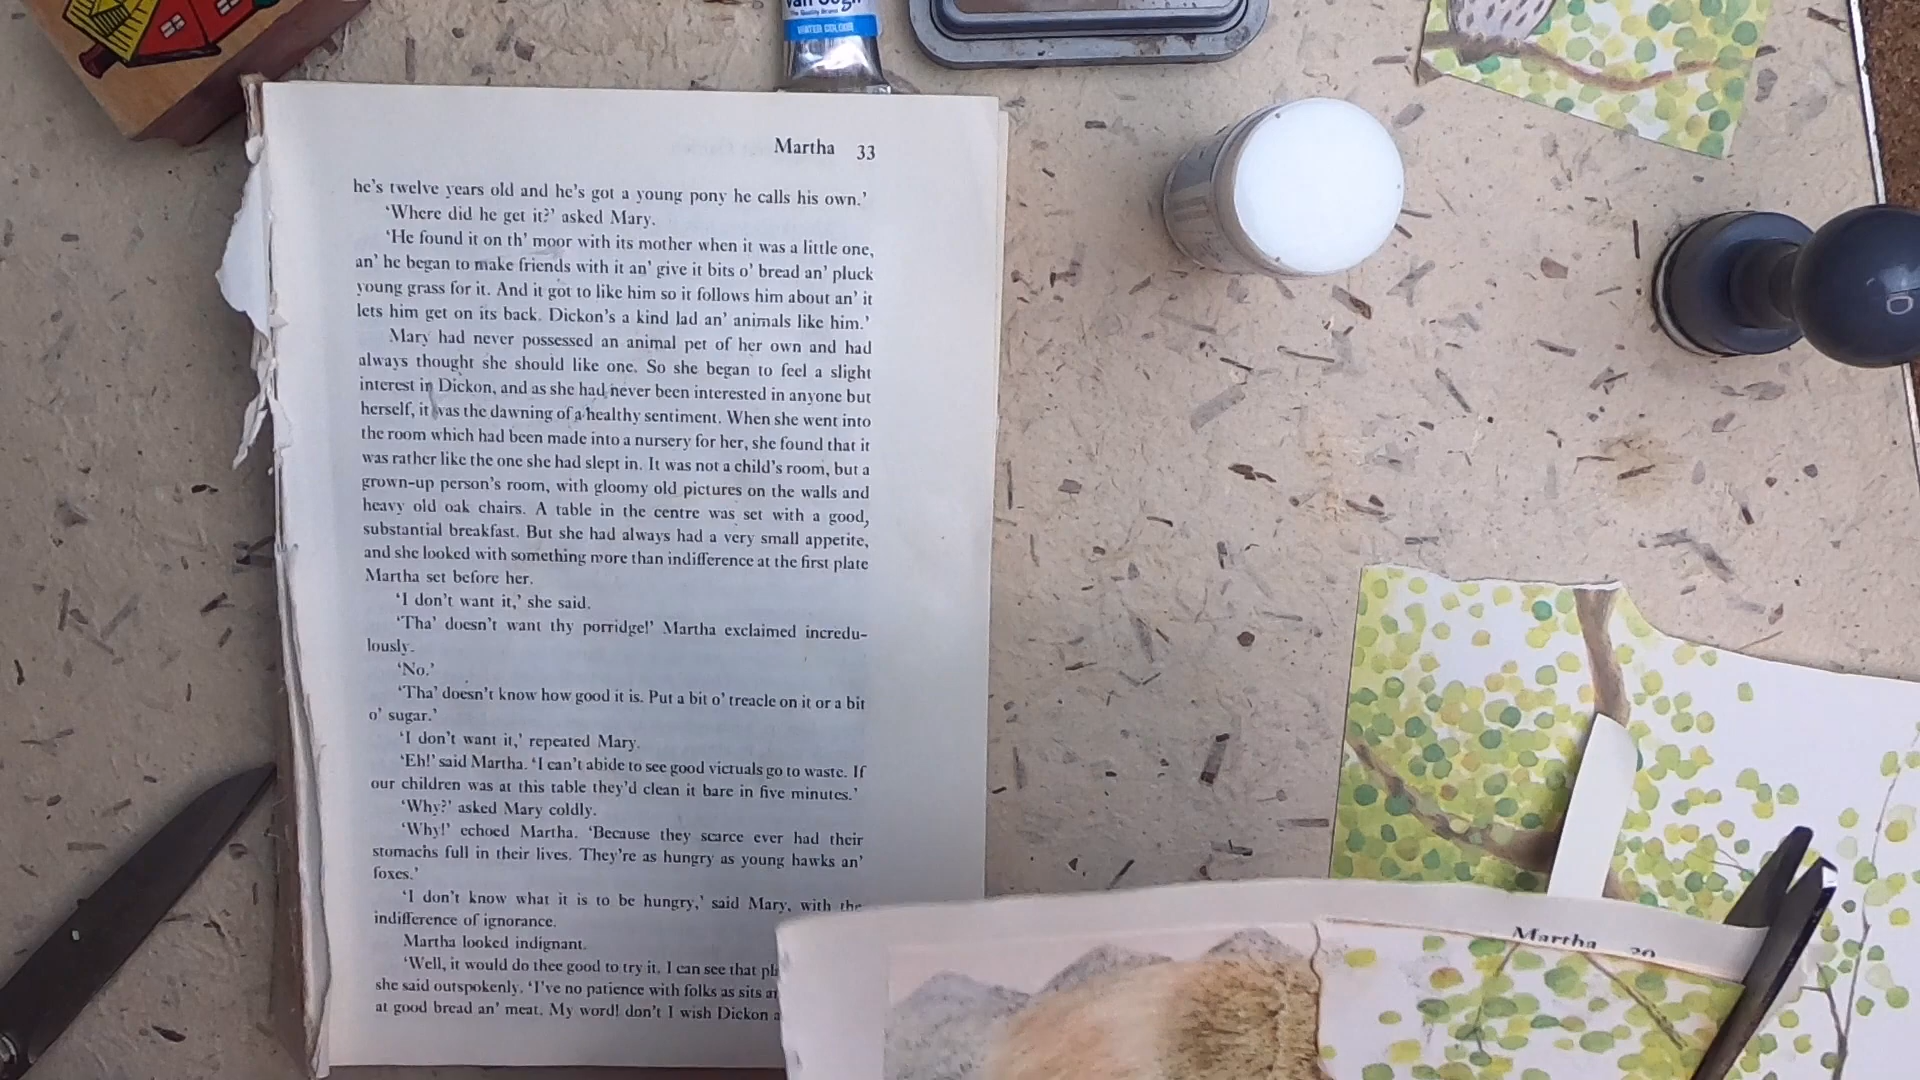 Van Gogh
The Quality Brand
WATER COLOUR
Martha 33
he's twelve years old and he's got a young pony he calls his own.'
'Where did he get it?' asked Mary.
'He found it on th' moor with its mother when it was a little one,
an' he began to make friends with it an' give it bits o' bread an' pluck
young grass for it. And it got to like him so it follows him about an' it
lets him get on its back. Dickon's a kind lad an' animals like him.'
Mary had never possessed an animal pet of her own and had
always thought she should like one. So she began to feel a slight
interest in Dickon, and as she had never been interested in anyone but
herself, it was the dawning of a healthy sentiment. When she went into
the room which had been made into a nursery for her, she found that it
was rather like the one she had slept in. It was not a child's room, but a
grown-up person's room, with gloomy old pictures on the walls and
heavy old oak chairs. A table in the centre was set with a good,
substantial breakfast. But she had always had a very small appetite,
and she looked with something more than indifference at the first plate
Martha set before her.
'I don't want it,' she said.
'Tha' doesn't want thy porridge!' Martha exclaimed incredu-
lously.
'No.'
'Tha' doesn't know how good it is. Put a bit o' treacle on it or a bit
o' sugar.'
'I don't want it,' repeated Mary.
'Eh!' said Martha. 'I can't abide to see good victuals go to waste. If
our children was at this table they'd clean it bare in five minutes.'
'Why?' asked Mary coldly.
'Why!' echoed Martha. 'Because they scarce ever had their
stomachs full in their lives. They're as hungry as young hawks an'
foxes.'
'I don't know what it is to be hungry,' said Mary, with the
indifference of ignorance.
Martha looked indignant.
'Well, it would do thee good to try it. I can see that
she said outspokenly. 'I've no patience with folks as sits
at good bread an' meat. My word! don't I wish Dickon
Martha